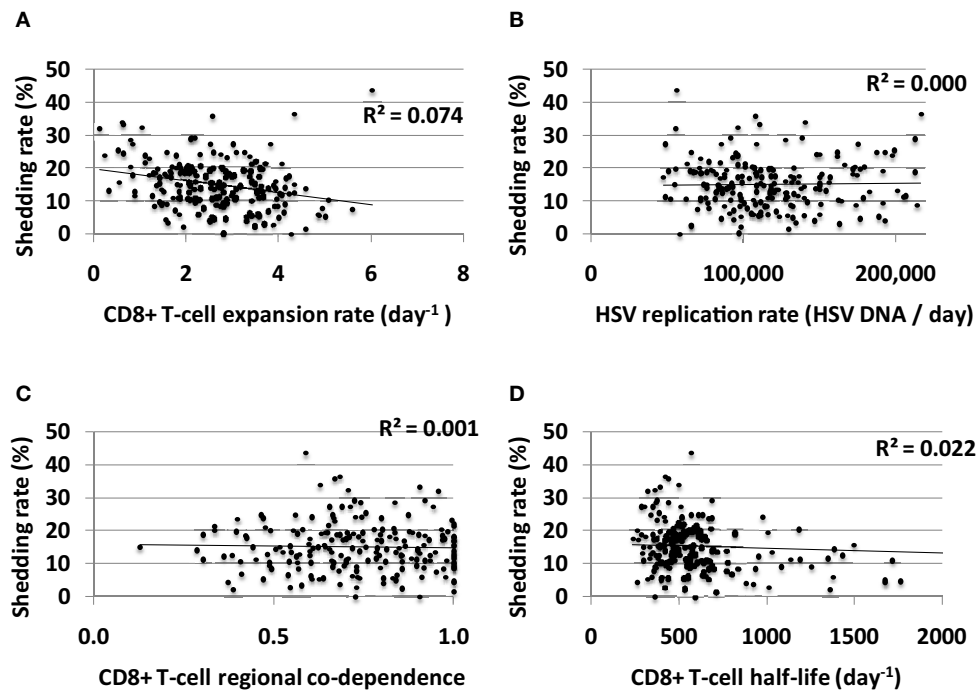 A
Shedding rate (%)
50
40
30
20
10
0
R² = 0.074
0 2 4 6 8
CD8+ T-cell expansion rate (day⁻¹ )
B
Shedding rate (%)
50
40
30
20
10
0
R² = 0.000
0 100,000 200,000
HSV replication rate (HSV DNA / day)
C
Shedding rate (%)
50
40
30
20
10
0
R² = 0.001
0.0 0.5 1.0
CD8+ T-cell regional co-dependence
D
Shedding rate (%)
50
40
30
20
10
0
R² = 0.022
0 500 1000 1500 2000
CD8+ T-cell half-life (day⁻¹)